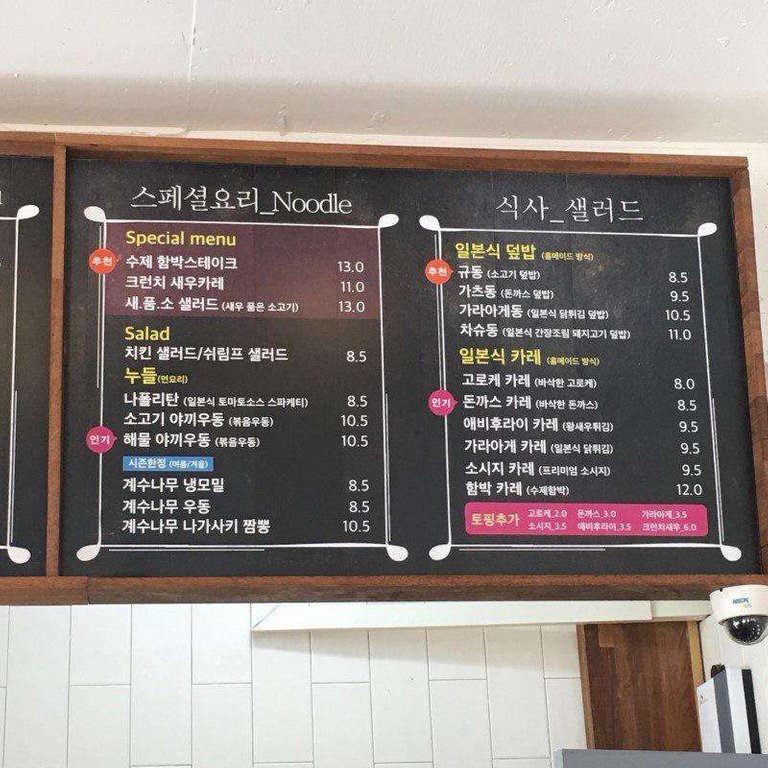 스페셜요리_Noodle
Special menu
추천
수제 함박스테이크 13.0
크런치 새우카레 11.0
새.품.소 샐러드 (새우 품은 소고기) 13.0
Salad
치킨 샐러드/쉬림프 샐러드 8.5
누들(면요리)
나폴리탄 (일본식 토마토소스 스파케티) 8.5
소고기 야끼우동 (볶음우동) 10.5
인기
해물 야끼우동 (볶음우동) 10.5
시즌한정 (여름/겨울)
계수나무 냉모밀 8.5
계수나무 우동 8.5
계수나무 나가사키 짬뽕 10.5
식사_샐러드
일본식 덮밥 (홈메이드 방식)
추천
규동 (소고기 덮밥) 8.5
가츠동 (돈까스 덮밥) 9.5
가라아게동 (일본식 닭튀김 덮밥) 10.5
차슈동 (일본식 간장조림 돼지고기 덮밥) 11.0
일본식 카레 (홈메이드 방식)
고로케 카레 (바삭한 고로케) 8.0
인기
돈까스 카레 (바삭한 돈까스) 8.5
애비후라이 카레 (왕새우튀김) 9.5
가라아게 카레 (일본식 닭튀김) 9.5
소시지 카레 (프리미엄 소시지) 9.5
함박 카레 (수제함박) 12.0
토핑추가
고로케_2.0 돈까스_3.0 가라아게_3.5
소시지_3.5 애비후라이_3.5 크런치새우_6.0